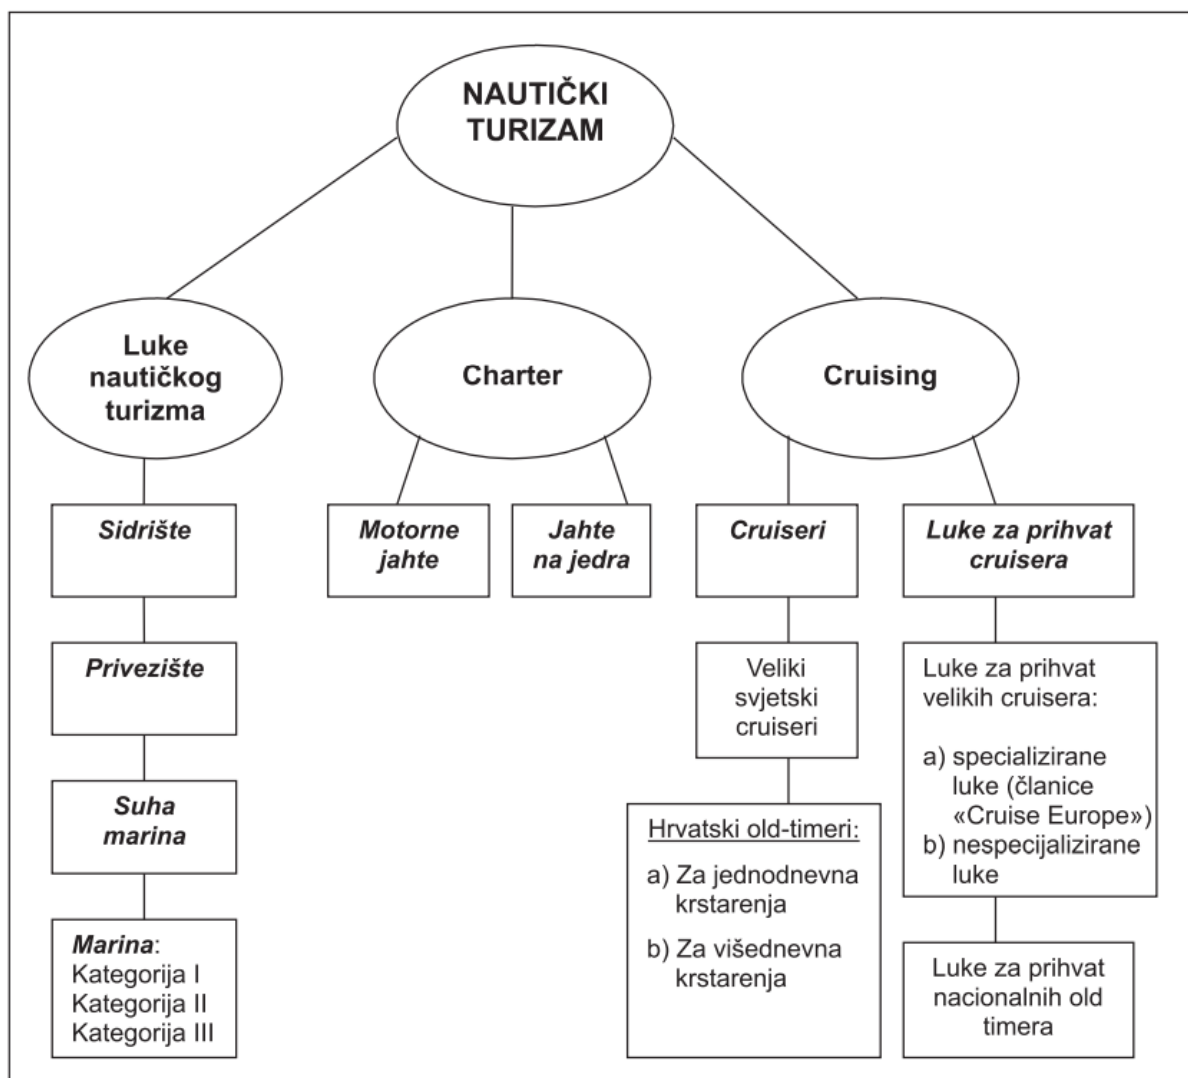 NAUTIČKI
TURIZAM
Luke
nautičkog
turizma
Charter
Cruising
Sidrište
Motorne
jahte
Jahte
na jedra
Cruiseri
Luke za prihvat
cruisera
Privezište
Veliki
svjetski
cruiseri
Luke za prihvat
velikih cruisera:
a) specializirane
luke (članice
«Cruise Europe»)
b) nespecijalizirane
luke
Suha
marina
Hrvatski old-timeri:
a) Za jednodnevna
krstarenja
b) Za višednevna
krstarenja
Marina:
Kategorija I
Kategorija II
Kategorija III
Luke za prihvat
nacionalnih old
timera